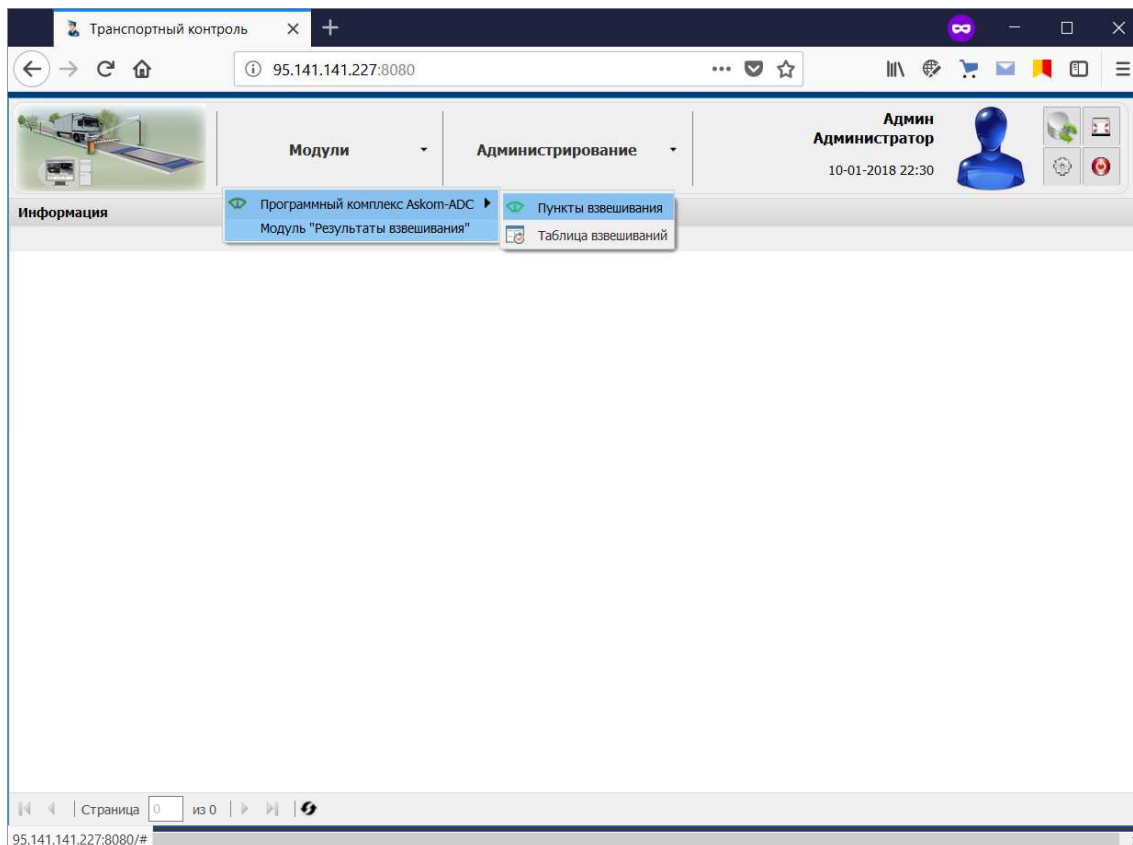 Транспортный контроль
95.141.141.227:8080
Модули
Администрирование
Админ
Администратор
10-01-2018 22:30
Информация
Программный комплекс Askom-ADC
Модуль "Результаты взвешивания"
Пункты взвешивания
Таблица взвешиваний
Страница 0 из 0
95.141.141.227:8080/#